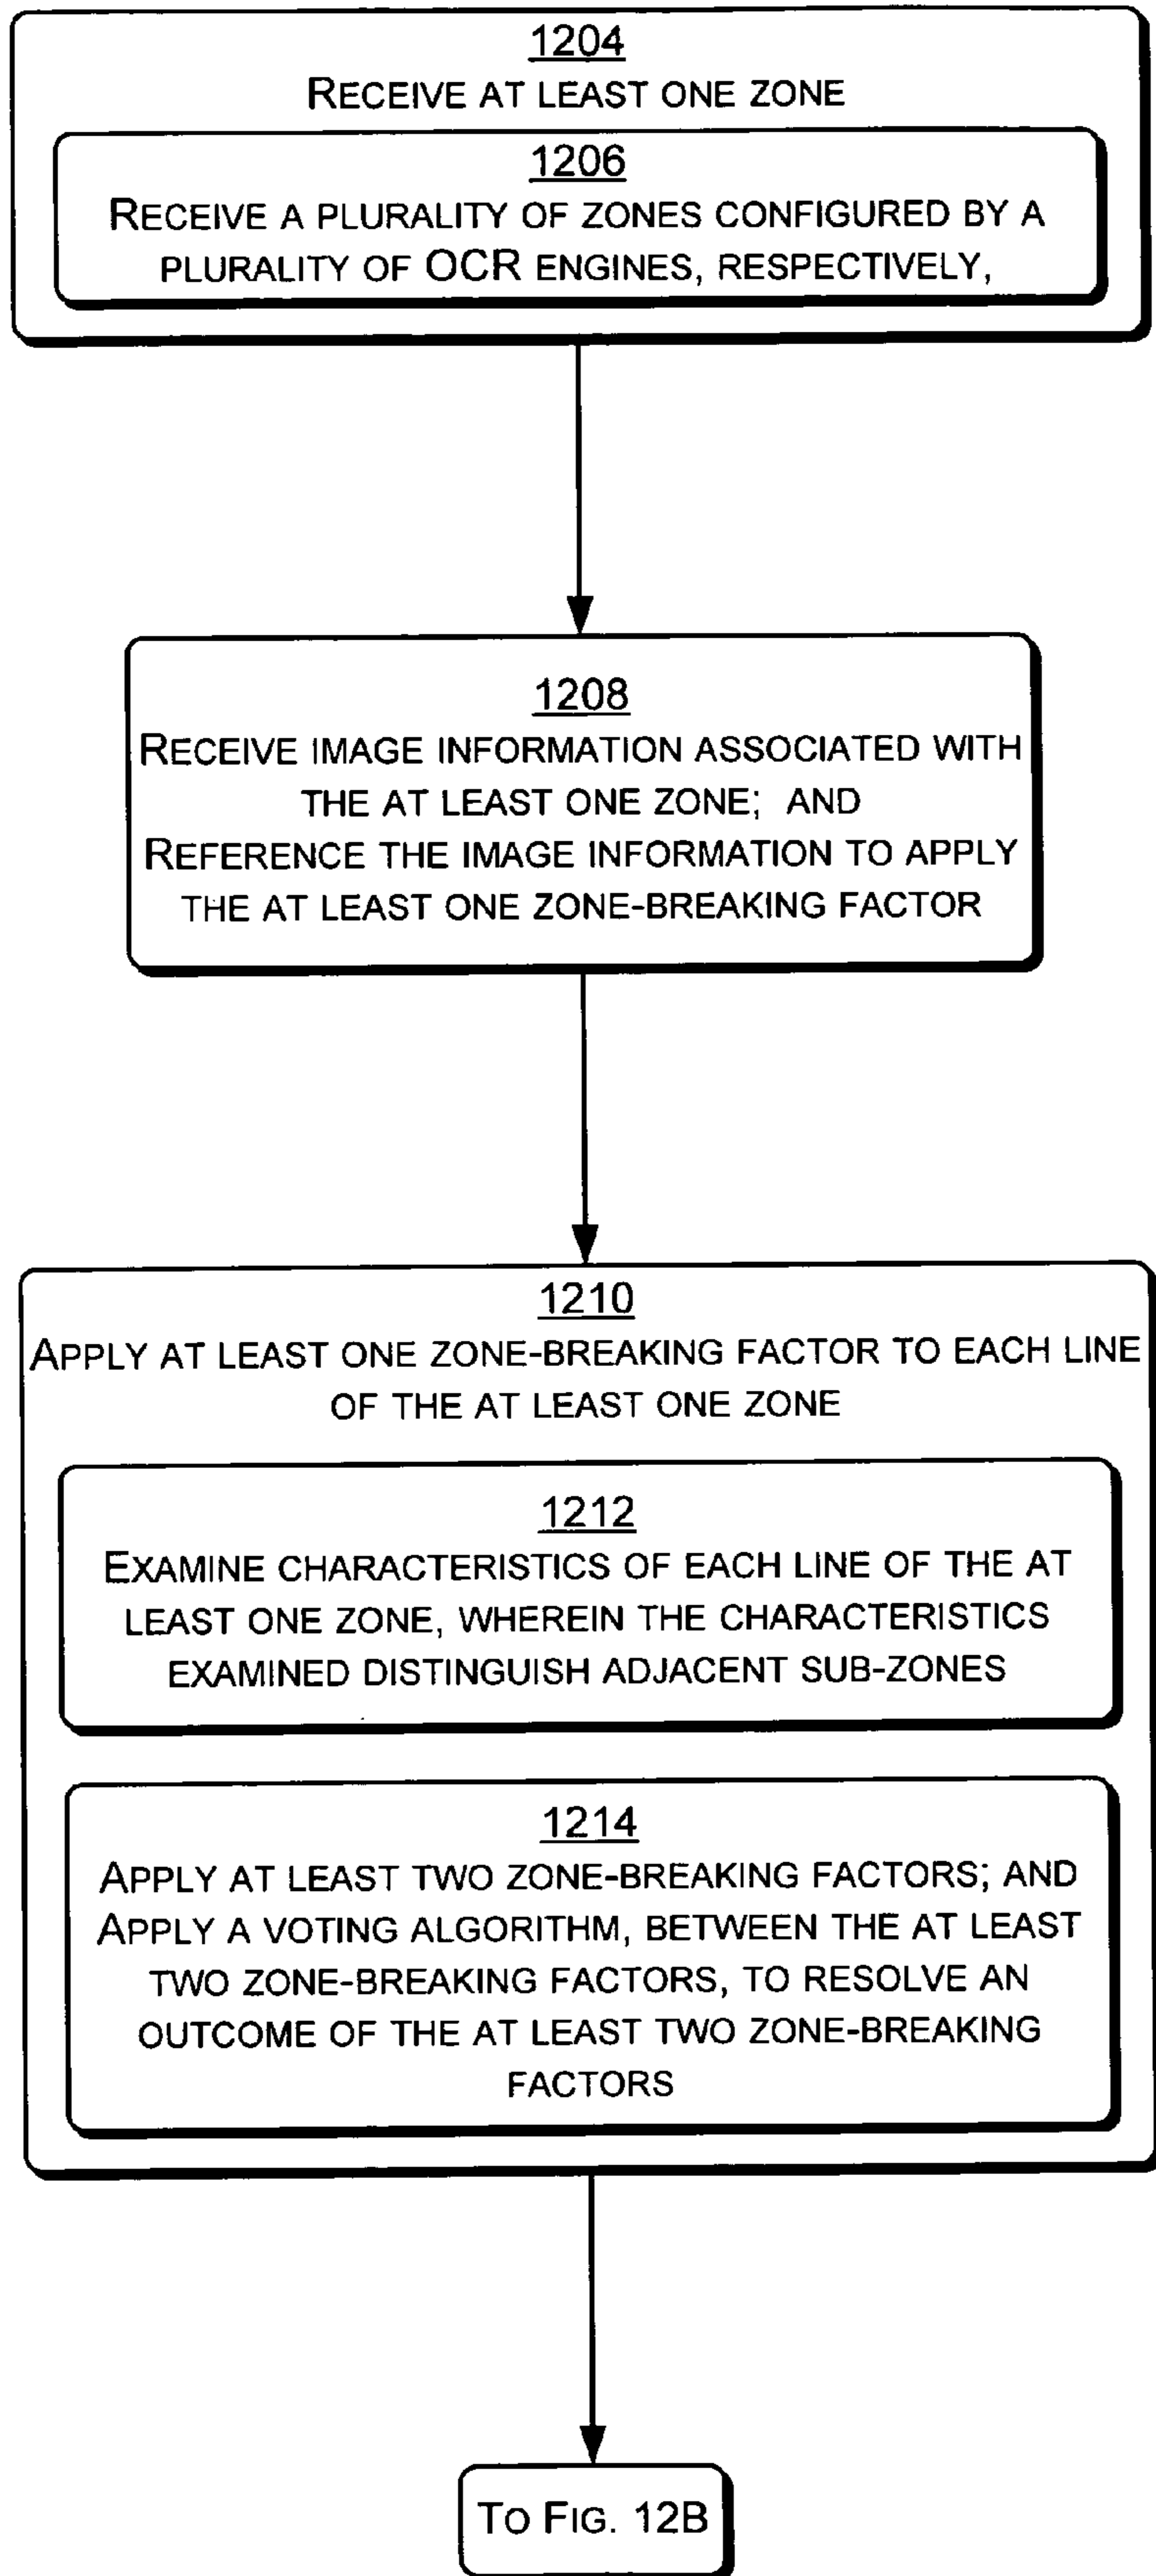 1204
RECEIVE AT LEAST ONE ZONE
1206
RECEIVE A PLURALITY OF ZONES CONFIGURED BY A
PLURALITY OF OCR ENGINES, RESPECTIVELY,
1208
RECEIVE IMAGE INFORMATION ASSOCIATED WITH
THE AT LEAST ONE ZONE; AND
REFERENCE THE IMAGE INFORMATION TO APPLY
THE AT LEAST ONE ZONE-BREAKING FACTOR
1210
APPLY AT LEAST ONE ZONE-BREAKING FACTOR TO EACH LINE
OF THE AT LEAST ONE ZONE
1212
EXAMINE CHARACTERISTICS OF EACH LINE OF THE AT
LEAST ONE ZONE, WHEREIN THE CHARACTERISTICS
EXAMINED DISTINGUISH ADJACENT SUB-ZONES
1214
APPLY AT LEAST TWO ZONE-BREAKING FACTORS; AND
APPLY A VOTING ALGORITHM, BETWEEN THE AT LEAST
TWO ZONE-BREAKING FACTORS, TO RESOLVE AN
OUTCOME OF THE AT LEAST TWO ZONE-BREAKING
FACTORS
TO FIG. 12B